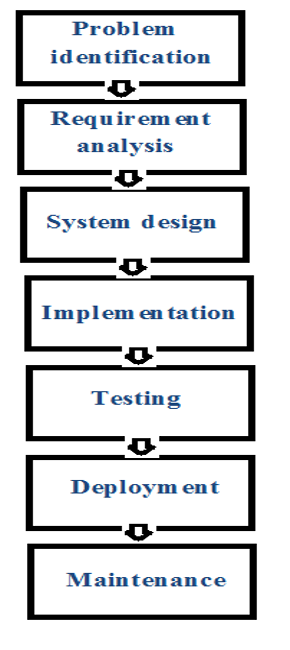 Problem
identification
Requirement
analysis
System design
Implementation
Testing
Deployment
Maintenance